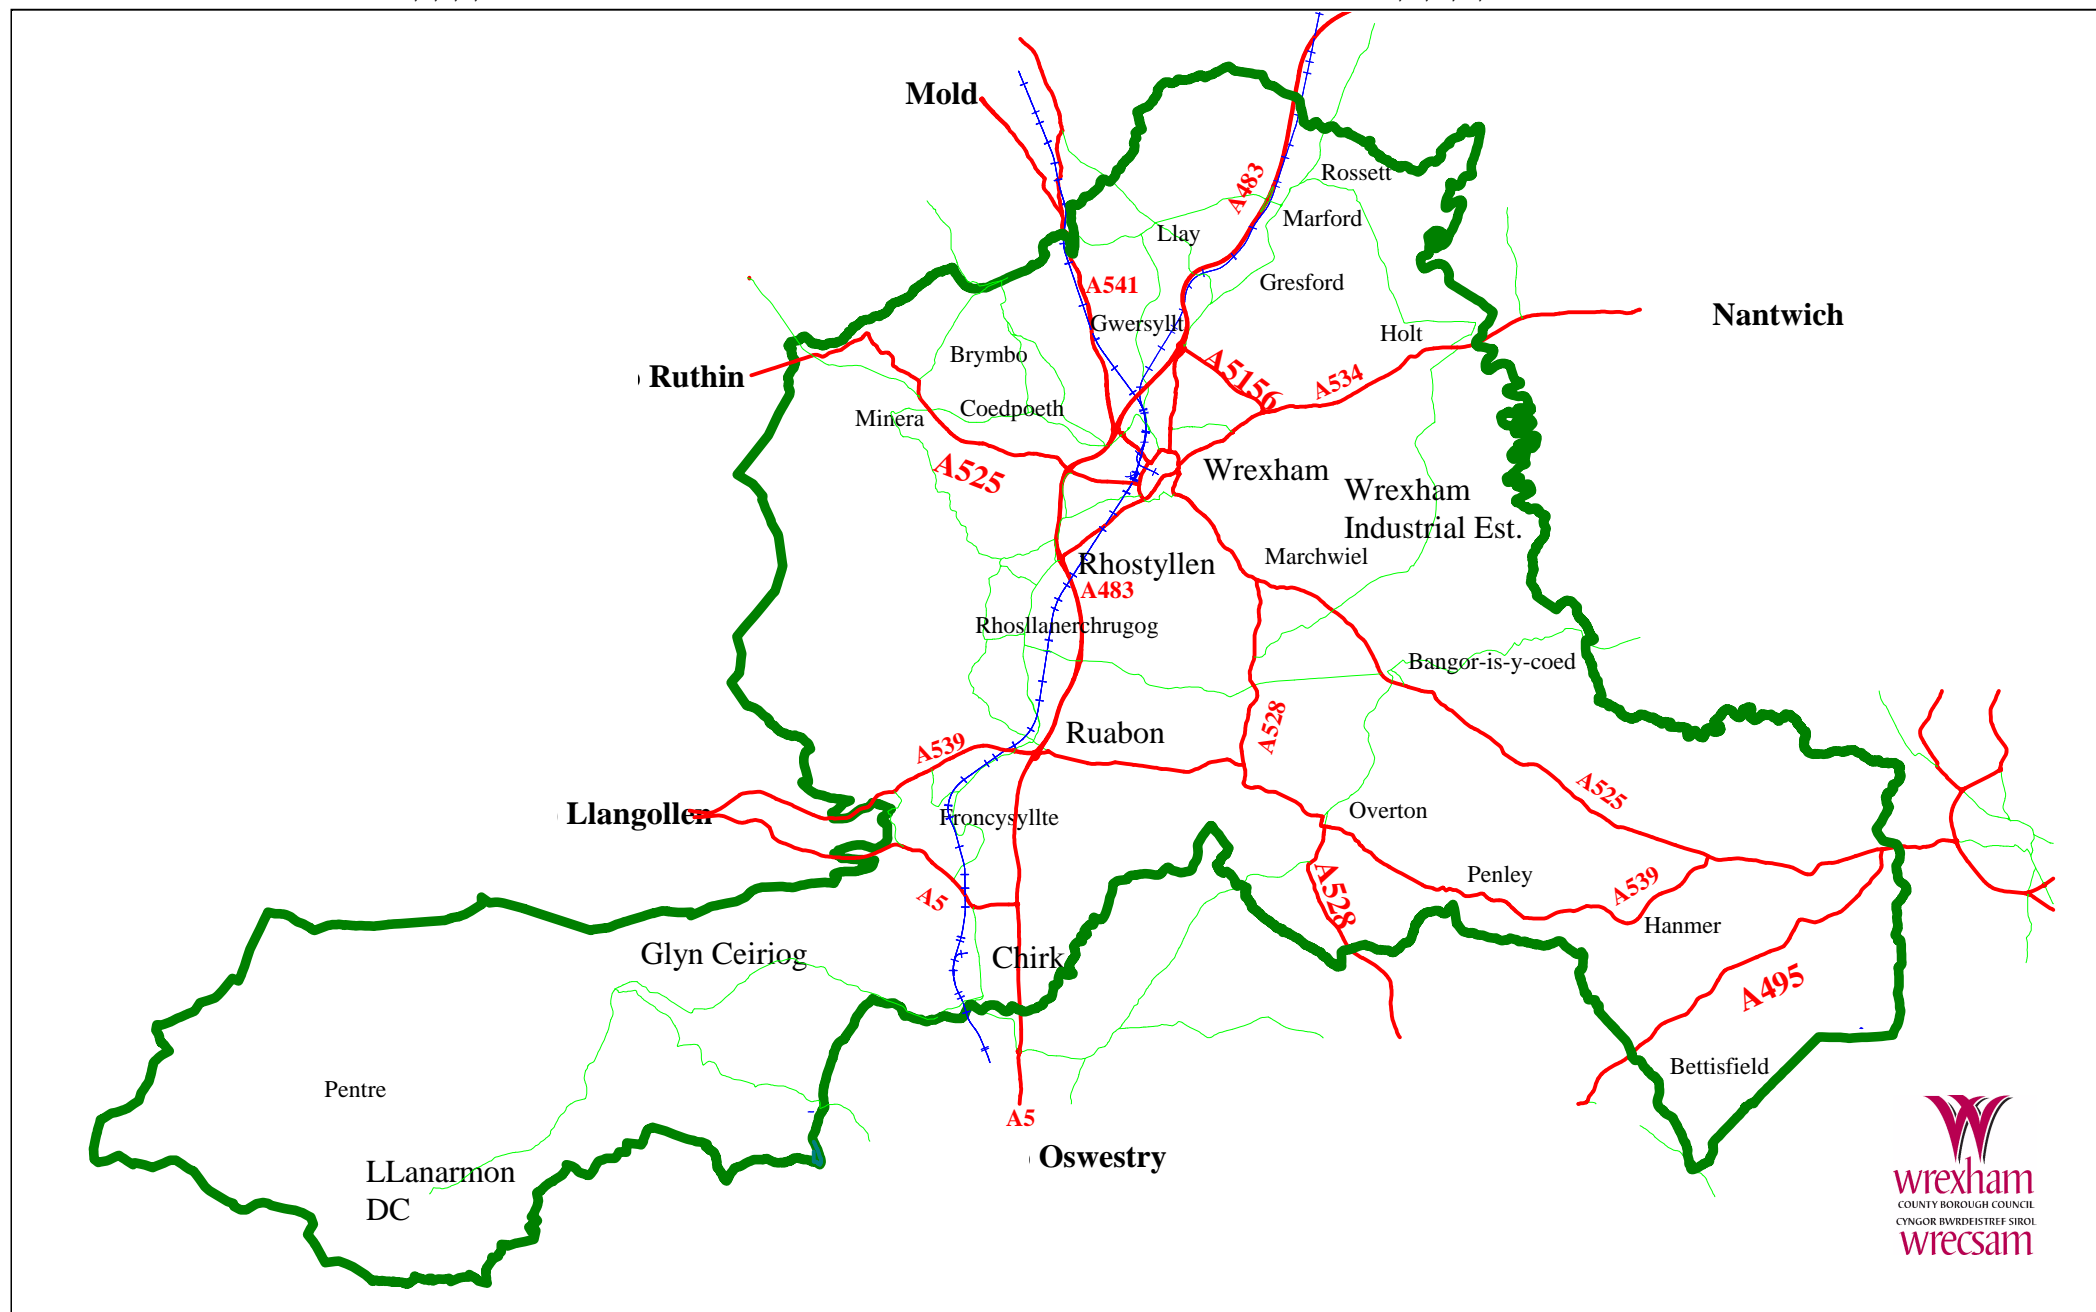 Mold
A483
Rossett
Marford
Llay
A541
Gresford
Nantwich
Gwersyllt
Holt
Brymbo
Ruthin
A5156
A534
Coedpoeth
Minera
A525
Wrexham
Wrexham
Industrial Est.
Marchwiel
Rhostyllen
A483
Rhosllanerchrugog
Bangor-is-y-coed
A528
Ruabon
A539
A525
Overton
Llangollen
Froncysyllte
Penley
A539
A528
A5
Hanmer
Glyn Ceiriog
Chirk
A495
Bettisfield
Pentre
A5
Oswestry
LLanarmon
DC
wrexham
COUNTY BOROUGH COUNCIL
CYNGOR BWRDEISTREF SIROL
wrecsam